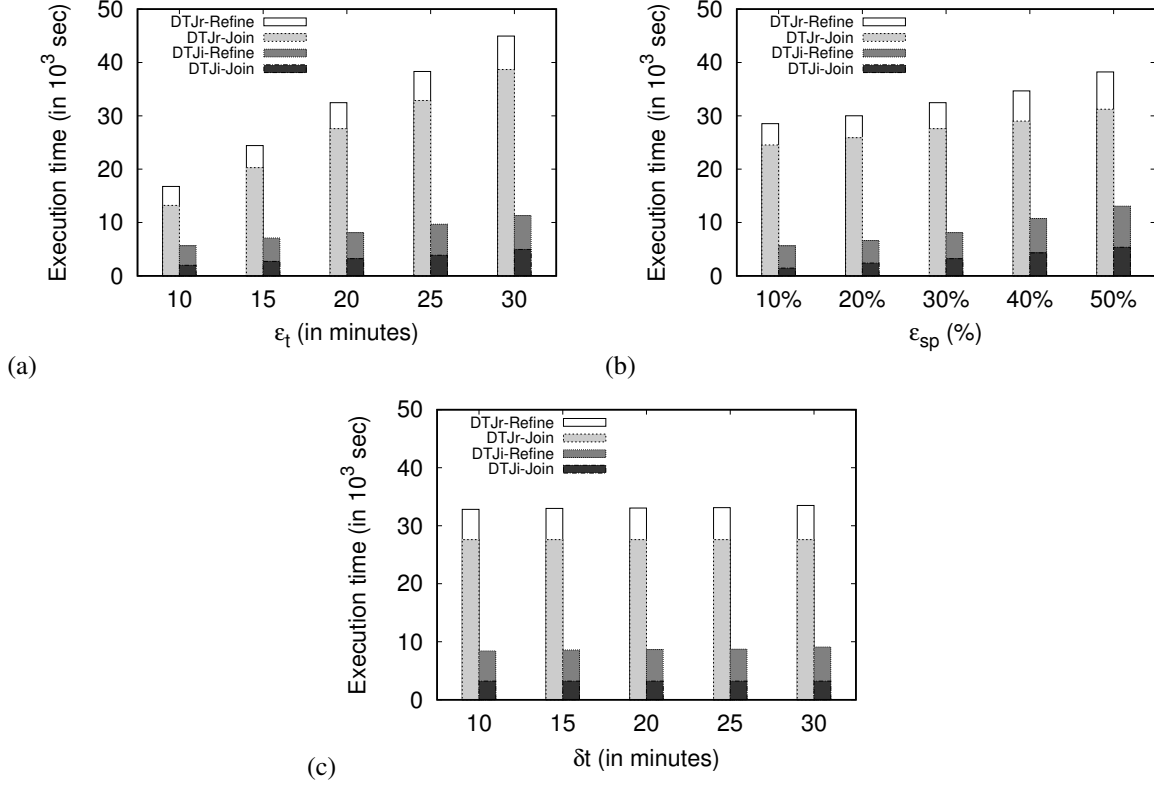 Execution time (in 10³ sec)
50
40
30
20
10
0
DTJr-Refine
DTJr-Join
DTJi-Refine
DTJi-Join
10 15 20 25 30
εt (in minutes)
(a)
Execution time (in 10³ sec)
50
40
30
20
10
0
DTJr-Refine
DTJr-Join
DTJi-Refine
DTJi-Join
10% 20% 30% 40% 50%
εsp (%)
(b)
Execution time (in 10³ sec)
50
40
30
20
10
0
DTJr-Refine
DTJr-Join
DTJi-Refine
DTJi-Join
10 15 20 25 30
δt (in minutes)
(c)